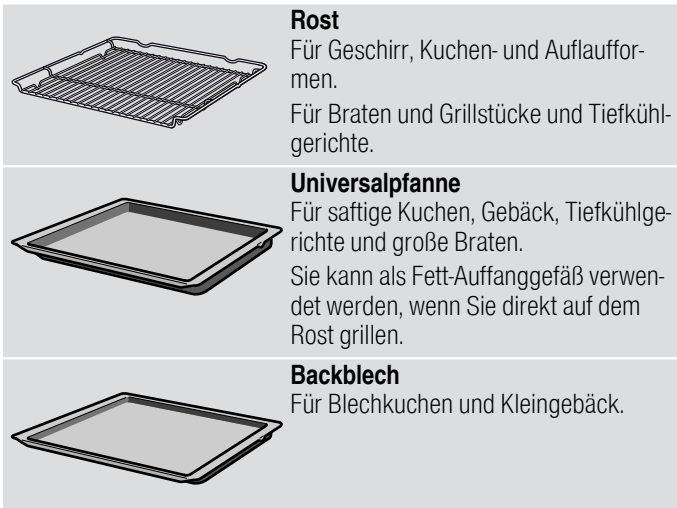 Rost
Für Geschirr, Kuchen- und Auflauffor-
men.
Für Braten und Grillstücke und Tiefkühl-
gerichte.
Universalpfanne
Für saftige Kuchen, Gebäck, Tiefkühlge-
richte und große Braten.
Sie kann als Fett-Auffanggefäß verwen-
det werden, wenn Sie direkt auf dem
Rost grillen.
Backblech
Für Blechkuchen und Kleingebäck.